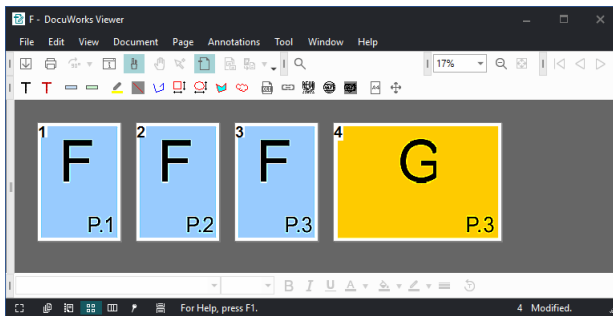 F - DocuWorks Viewer
File Edit View Document Page Annotations Tool Window Help
17%
T T
1 2 3 4
F F F G
P.1 P.2 P.3 P.3
B I U A
For Help, press F1. 4 Modified.